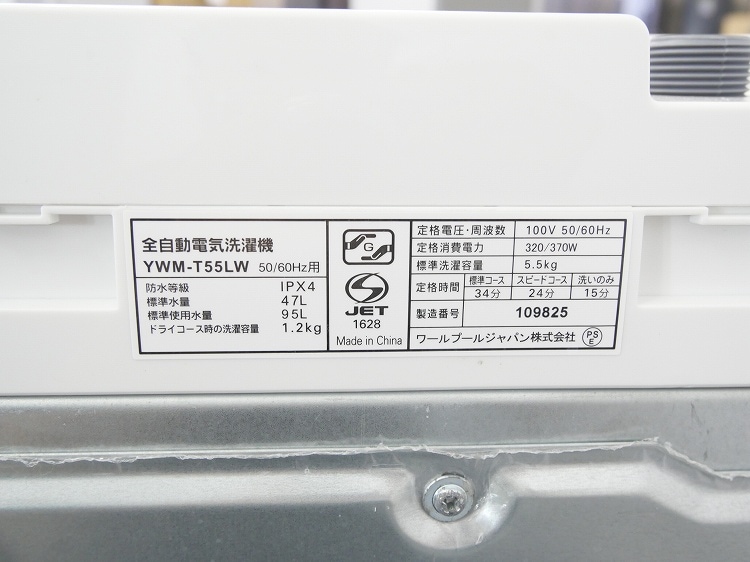 全自動電気洗濯機
YWM-T55LW 50/60Hz用
防水等級 IPX4
標準水量 47L
標準使用水量 95L
ドライコース時の洗濯容量 1.2kg
G
JET
1628
Made in China
定格電圧・周波数 100V 50/60Hz
定格消費電力 320/370W
標準洗濯容量 5.5kg
定格時間 標準コース スピードコース 洗いのみ
34分 24分 15分
製造番号 109825
ワールプールジャパン株式会社 PSE